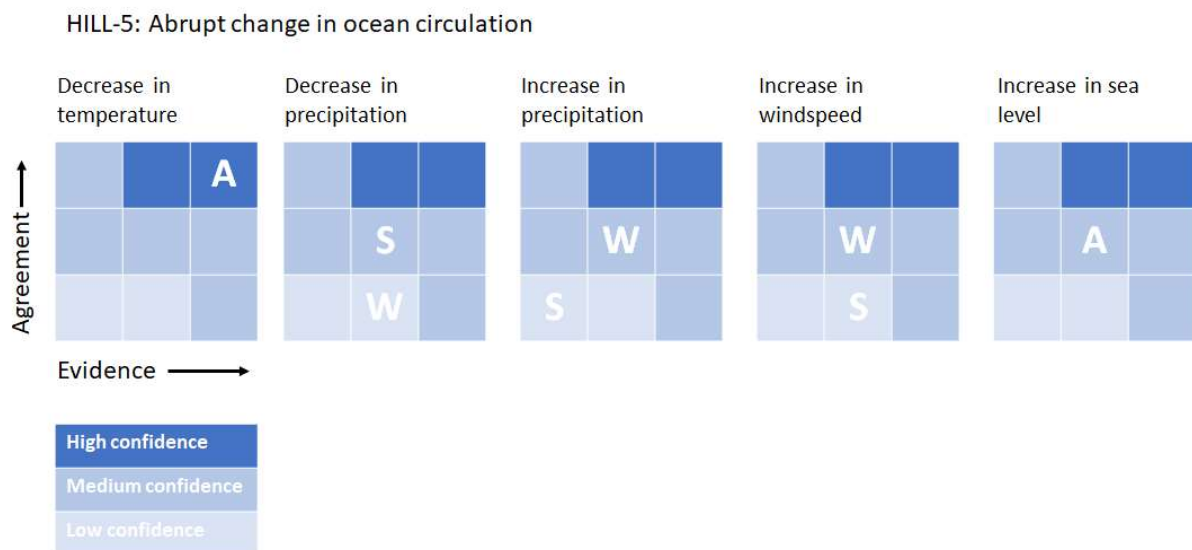 HILL-5: Abrupt change in ocean circulation
Decrease in
temperature
Decrease in
precipitation
Increase in
precipitation
Increase in
windspeed
Increase in sea
level
Agreement
A
S
W
W
S
W
S
A
Evidence
High confidence
Medium confidence
Low confidence